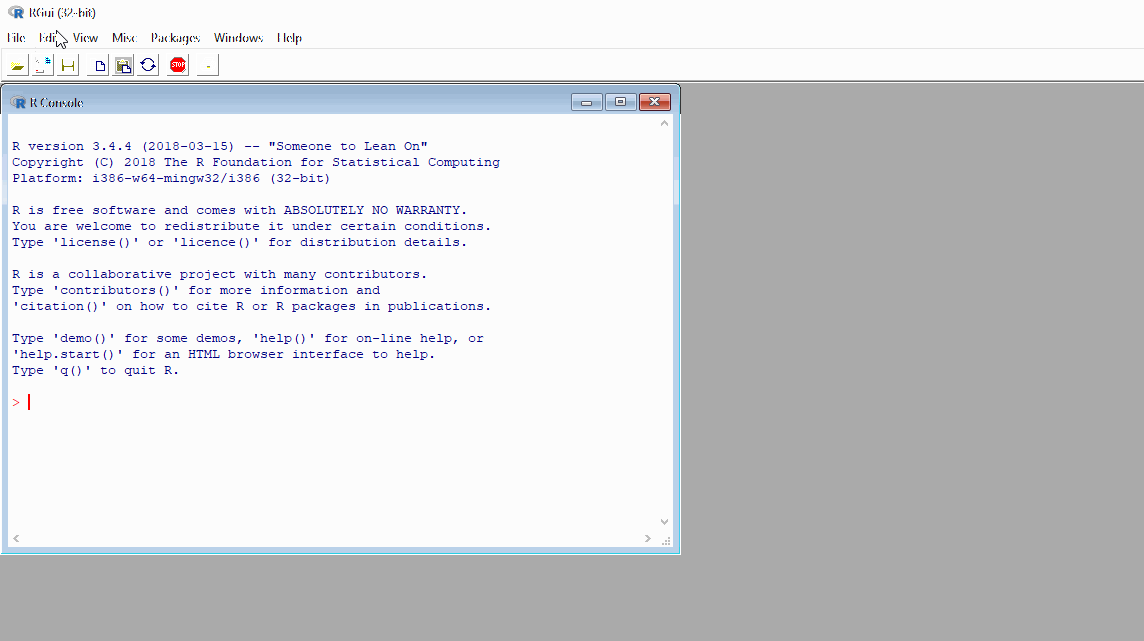 RGui (32-bit)
File Edit View Misc Packages Windows Help
STOP
R Console
R version 3.4.4 (2018-03-15) -- "Someone to Lean On"
Copyright (C) 2018 The R Foundation for Statistical Computing
Platform: i386-w64-mingw32/i386 (32-bit)
R is free software and comes with ABSOLUTELY NO WARRANTY.
You are welcome to redistribute it under certain conditions.
Type 'license()' or 'licence()' for distribution details.
R is a collaborative project with many contributors.
Type 'contributors()' for more information and
'citation()' on how to cite R or R packages in publications.
Type 'demo()' for some demos, 'help()' for on-line help, or
'help.start()' for an HTML browser interface to help.
Type 'q()' to quit R.
>